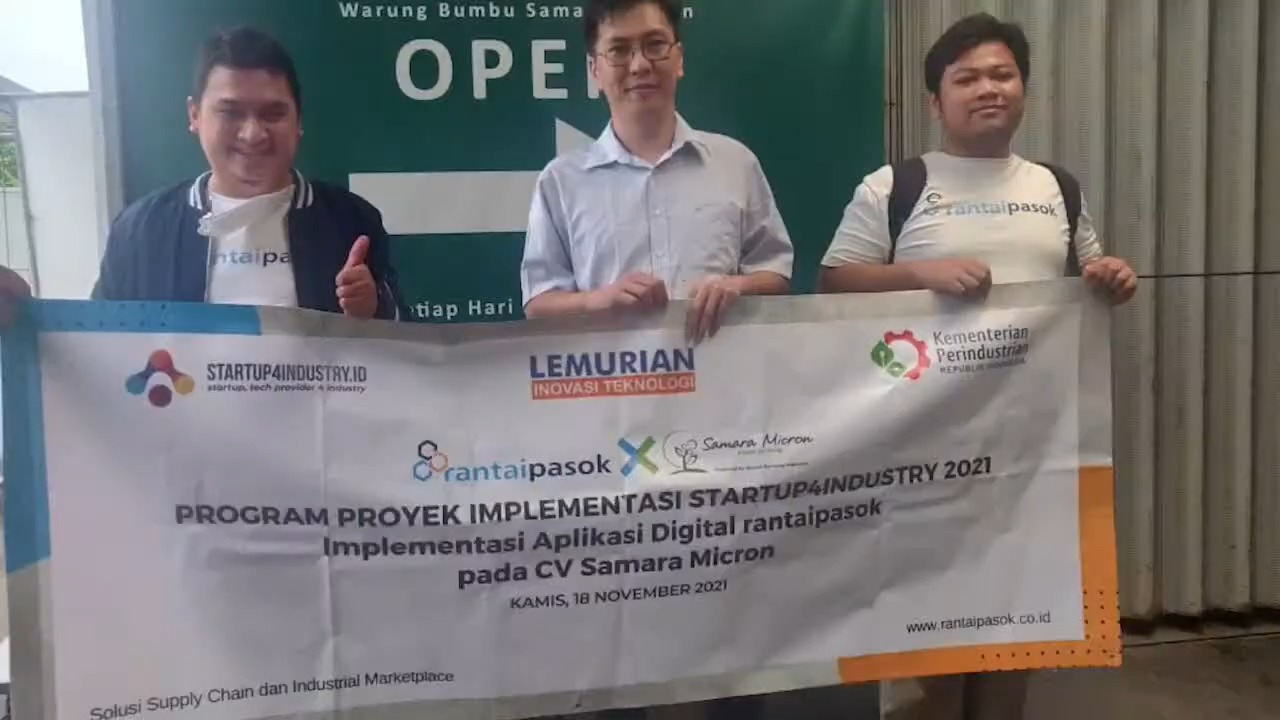 Warung Bumbu Sama
OPE
rantaipasok
ntaipa
etiap Hari
STARTUP4INDUSTRY.ID
startup, tech provider 4 industry
LEMURIAN
INOVASI TEKNOLOGI
Kementerian
Perindustrian
REPUBLIK INDONESIA
rantaipasok
Samara Micron
PROGRAM PROYEK IMPLEMENTASI STARTUP4INDUSTRY 2021
Implementasi Aplikasi Digital rantaipasok
pada CV Samara Micron
KAMIS, 18 NOVEMBER 2021
www.rantaipasok.co.id
Solusi Supply Chain dan Industrial Marketplace